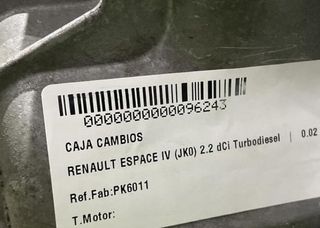 0000000000096243
CAJA CAMBIOS
RENAULT ESPACE IV (JK0) 2.2 dCi Turbodiesel | 0.02
Ref.Fab:PK6011
T.Motor: